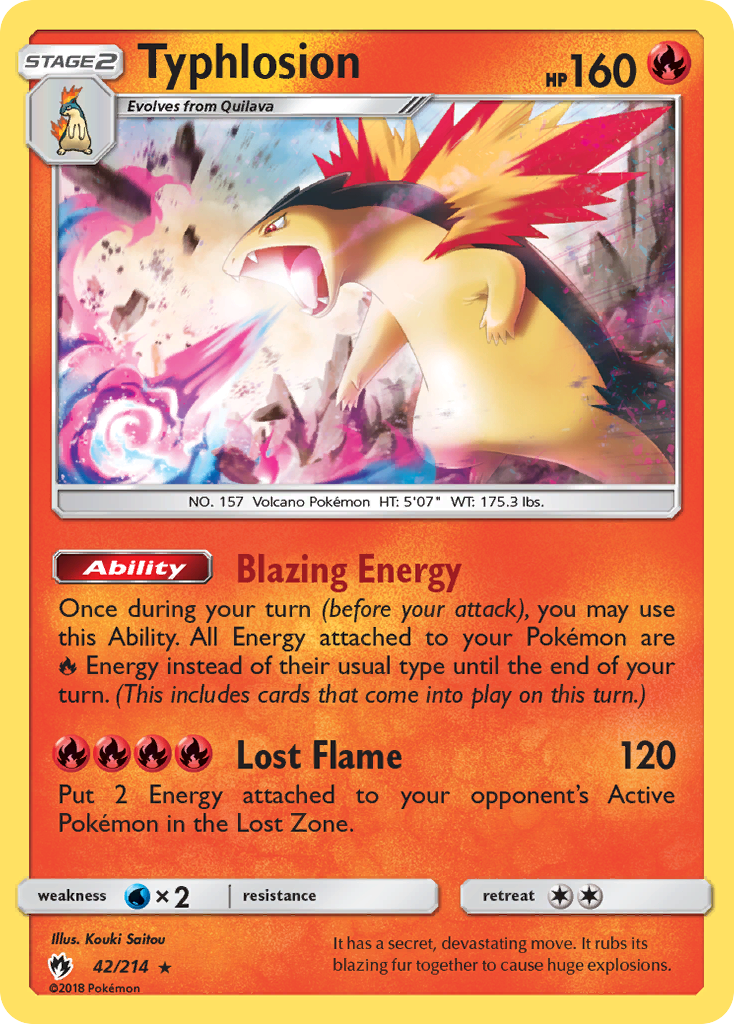 STAGE2
Typhlosion
HP 160
Evolves from Quilava
NO. 157 Volcano Pokémon HT: 5'07" WT: 175.3 lbs.
Ability Blazing Energy
Once during your turn (before your attack), you may use
this Ability. All Energy attached to your Pokémon are
Energy instead of their usual type until the end of your
turn. (This includes cards that come into play on this turn.)
Lost Flame 120
Put 2 Energy attached to your opponent's Active
Pokémon in the Lost Zone.
weakness ×2 resistance retreat
Illus. Kouki Saitou
42/214 ★
©2018 Pokémon
It has a secret, devastating move. It rubs its
blazing fur together to cause huge explosions.